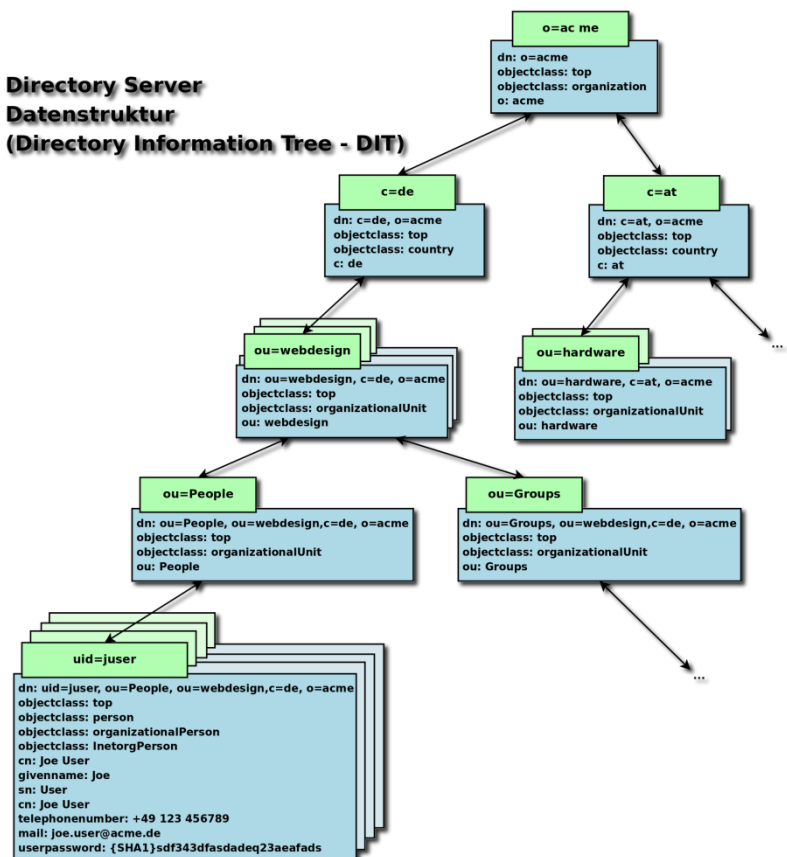 Directory Server
Datenstruktur
(Directory Information Tree - DIT)
o=ac me
dn: o=acme
objectclass: top
objectclass: organization
o: acme
c=de
dn: c=de, o=acme
objectclass: top
objectclass: country
c: de
c=at
dn: c=at, o=acme
objectclass: top
objectclass: country
c: at
...
ou=webdesign
dn: ou=webdesign, c=de, o=acme
objectclass: top
objectclass: organizationalUnit
ou: webdesign
ou=hardware
dn: ou=hardware, c=at, o=acme
objectclass: top
objectclass: organizationalUnit
ou: hardware
ou=People
dn: ou=People, ou=webdesign,c=de, o=acme
objectclass: top
objectclass: organizationalUnit
ou: People
ou=Groups
dn: ou=Groups, ou=webdesign,c=de, o=acme
objectclass: top
objectclass: organizationalUnit
ou: Groups
...
uid=juser
dn: uid=juser, ou=People, ou=webdesign,c=de, o=acme
objectclass: top
objectclass: person
objectclass: organizationalPerson
objectclass: InetorgPerson
cn: Joe User
givenname: Joe
sn: User
cn: Joe User
telephonenumber: +49 123 456789
mail: joe.user@acme.de
userpassword: {SHA1}sdf343dfasdadeq23aeafads